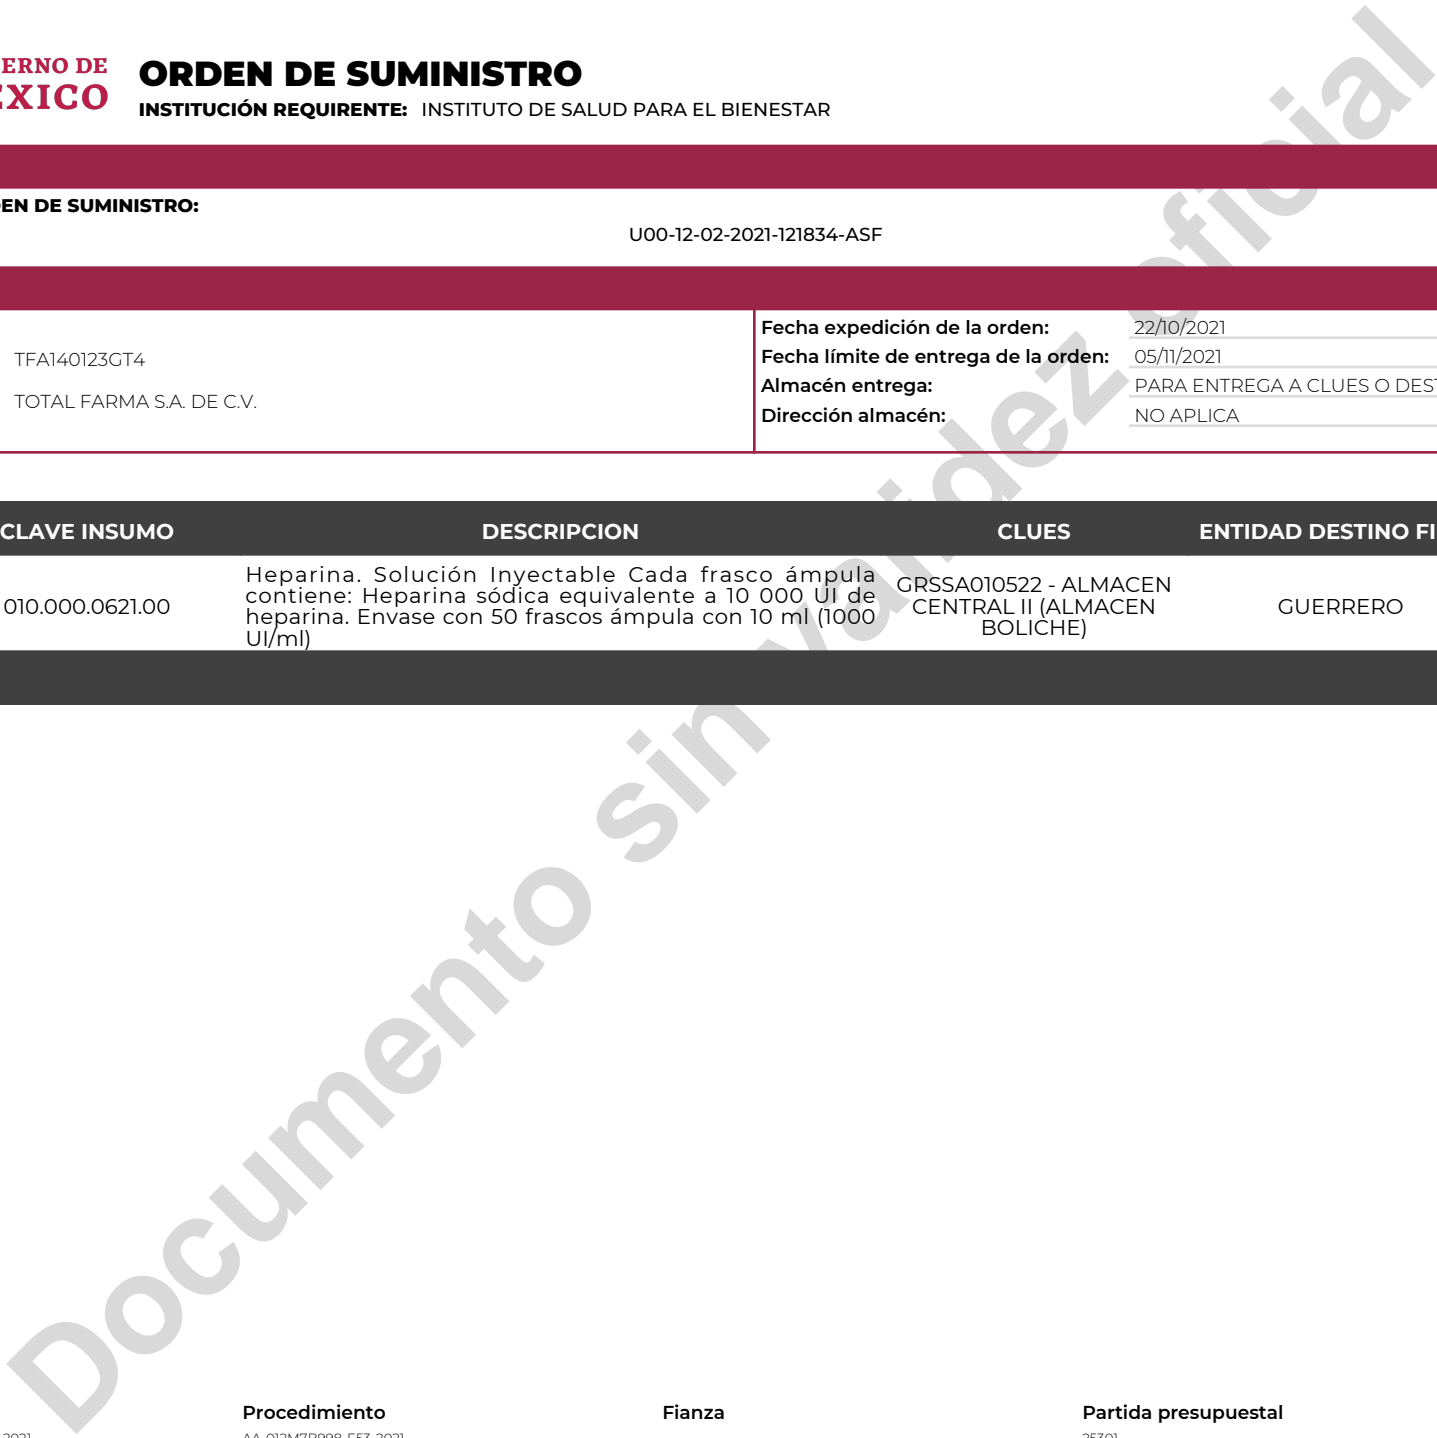 ERNO DE
EXICO
ORDEN DE SUMINISTRO
INSTITUCIÓN REQUIRENTE: INSTITUTO DE SALUD PARA EL BIENESTAR
EN DE SUMINISTRO:
U00-12-02-2021-121834-ASF
TFA140123GT4
TOTAL FARMA S.A. DE C.V.
Fecha expedición de la orden: 22/10/2021
Fecha límite de entrega de la orden: 05/11/2021
Almacén entrega: PARA ENTREGA A CLUES O DEST
Dirección almacén: NO APLICA
CLAVE INSUMO DESCRIPCION CLUES ENTIDAD DESTINO FI
010.000.0621.00
Heparina. Solución Inyectable Cada frasco ámpula
contiene: Heparina sódica equivalente a 10 000 UI de
heparina. Envase con 50 frascos ámpula con 10 ml (1000
UI/ml)
GRSSA010522 - ALMACEN
CENTRAL II (ALMACEN
BOLICHE)
GUERRERO
Documento sin validez oficial
Procedimiento Fianza Partida presupuestal